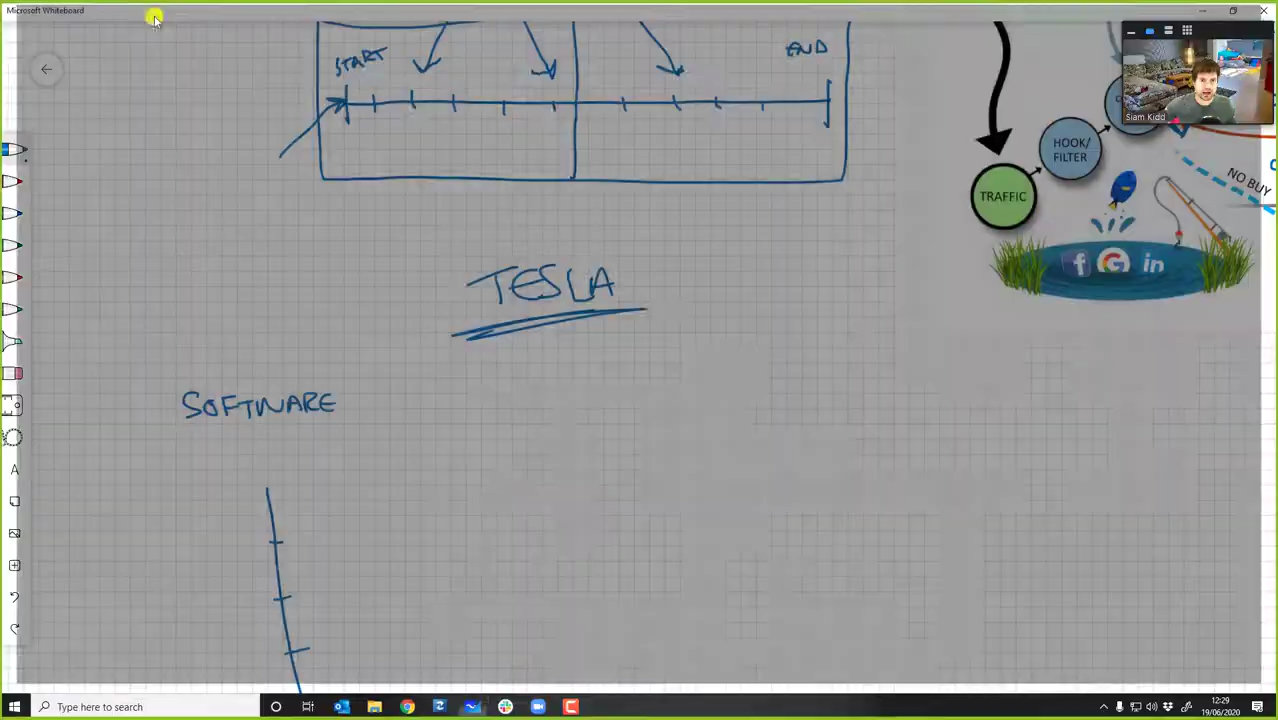 Microsoft Whiteboard
START
END
Siam Kidd
HOOK/
FILTER
TRAFFIC
NO BUY
f G in
TESLA
SOFTWARE
A
Type here to search
12:29
19/06/2020